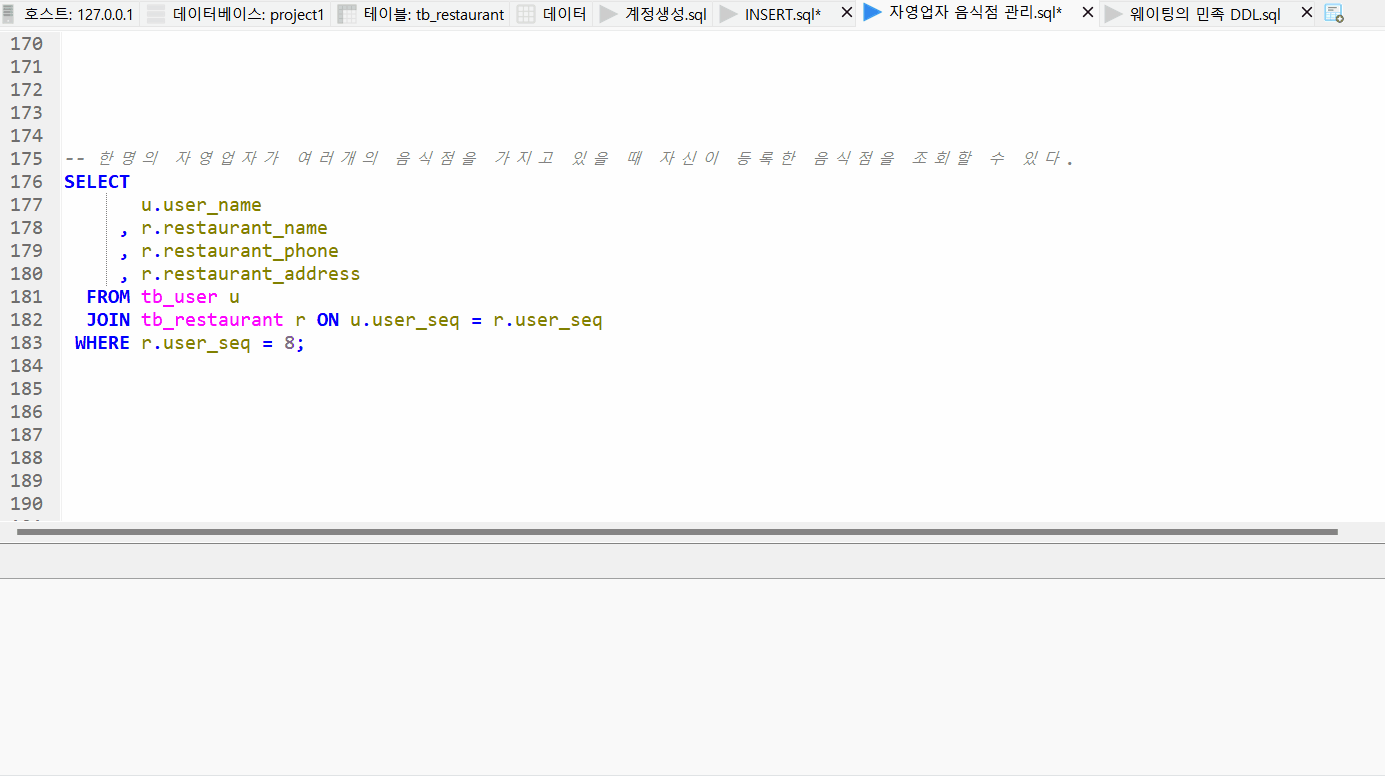 호스트: 127.0.0.1 데이터베이스: project1 테이블: tb_restaurant 데이터 계정생성.sql INSERT.sql* 자영업자 음식점 관리.sql* 웨이팅의 민족 DDL.sql
170
171
172
173
174
175 -- 한명의 자영업자가 여러개의 음식점을 가지고 있을 때 자신이 등록한 음식점을 조회할 수 있다.
176 SELECT
177 u.user_name
178 , r.restaurant_name
179 , r.restaurant_phone
180 , r.restaurant_address
181 FROM tb_user u
182 JOIN tb_restaurant r ON u.user_seq = r.user_seq
183 WHERE r.user_seq = 8;
184
185
186
187
188
189
190